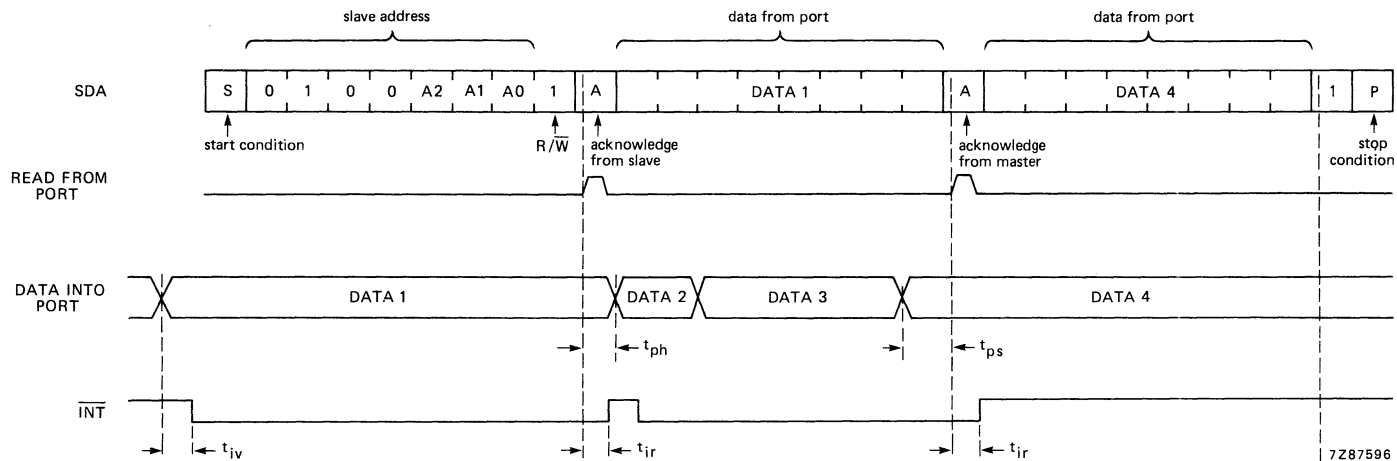 slave address
data from port
data from port
SDA
S 0 1 0 0 A2 A1 A0 1 A DATA 1 A DATA 4 1 P
start condition
R/W̅
acknowledge
from slave
acknowledge
from master
stop
condition
READ FROM
PORT
DATA INTO
PORT
DATA 1 DATA 2 DATA 3 DATA 4
tph
tps
I̅N̅T̅
tiv
tir
tir
7Z87596